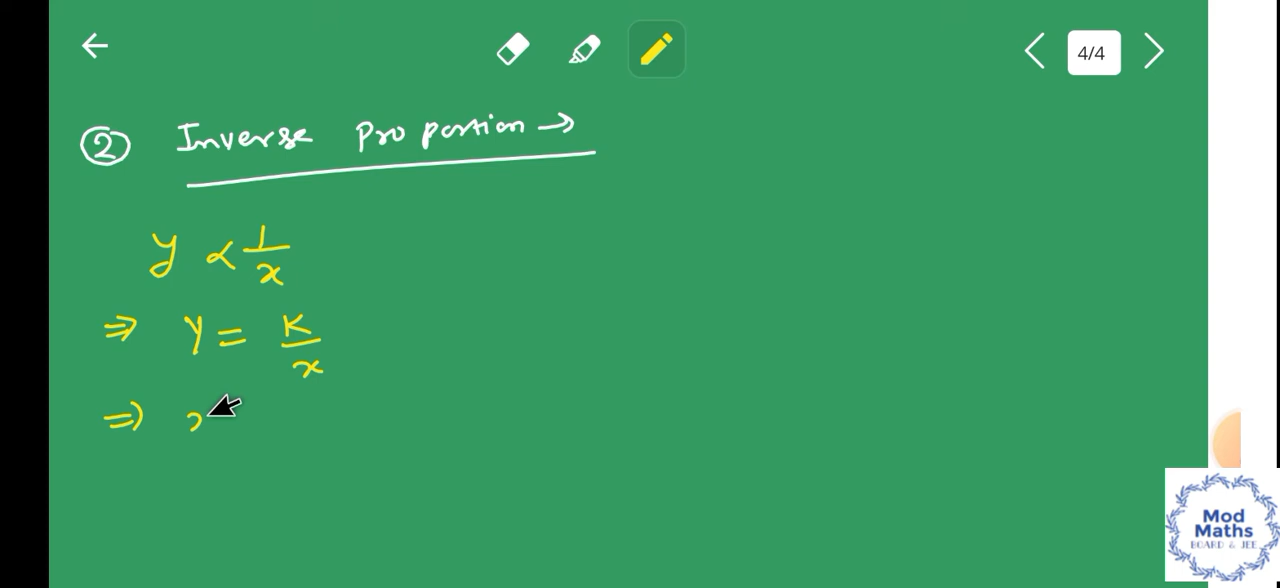 4/4
② Inverse Proportion →
y ∝ 1/x
⇒ y = K/x
⇒
Mod
Maths
BOARD & JEE